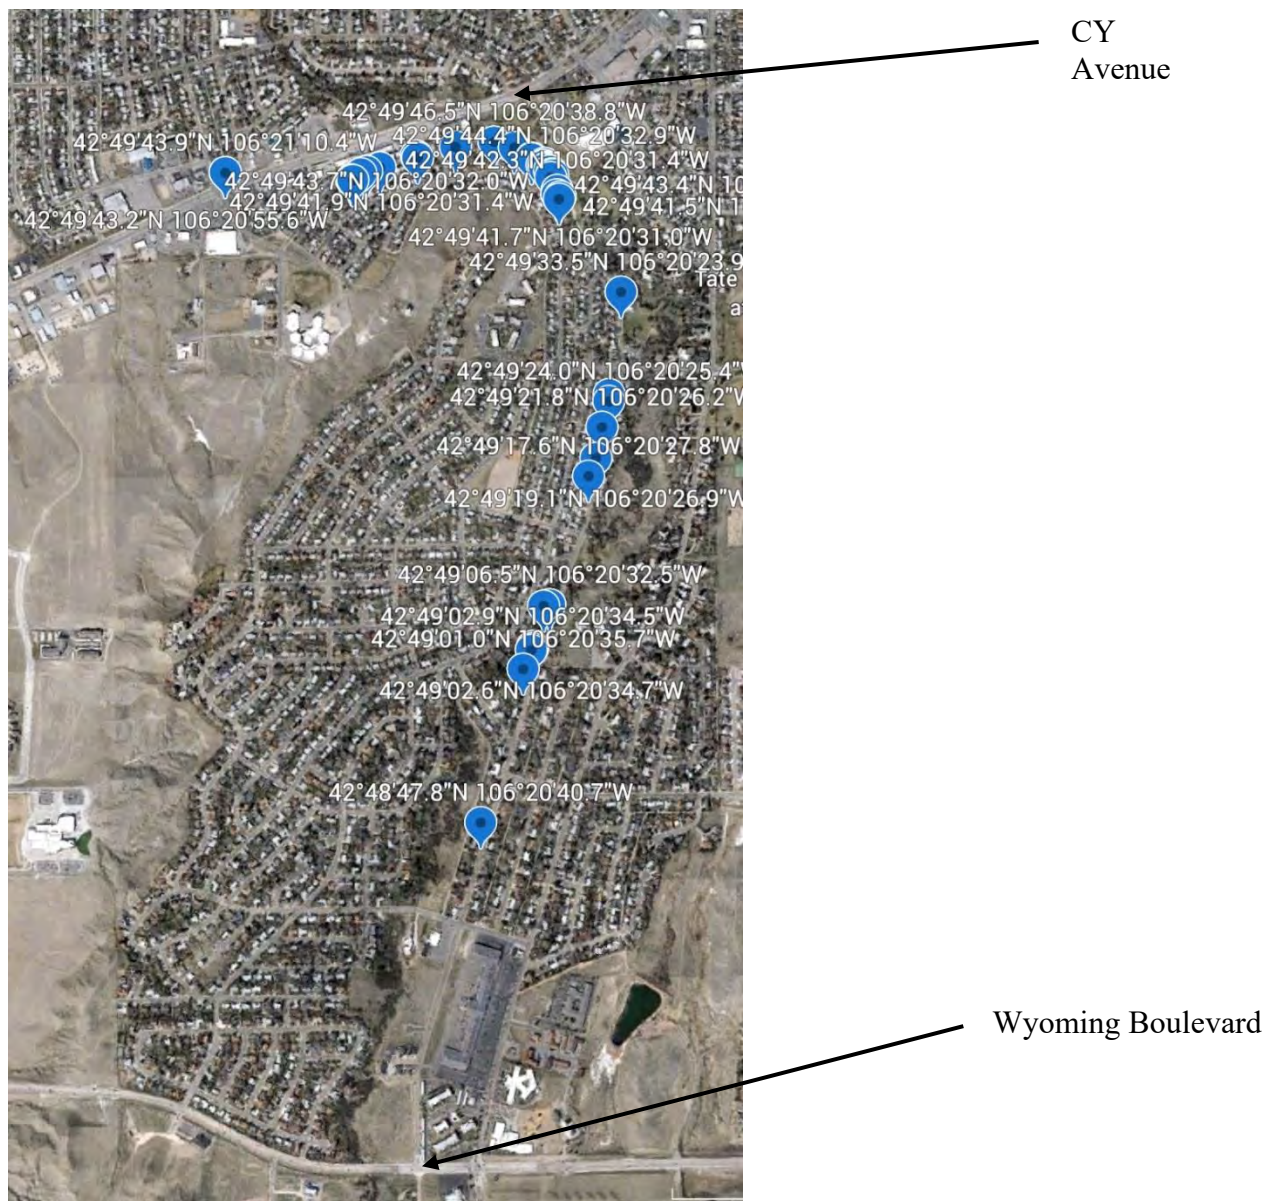 CY
Avenue
42°49'46.5"N 106°20'38.8"W
42°49'44.4"N 106°20'32.9"W
42°49'43.9"N 106°21'10.4"W
42°49'42.3"N 106°20'31.4"W
42°49'43.7"N 106°20'32.0"W
42°49'43.4"N 10
42°49'41.9"N 106°20'31.4"W
42°49'41.5"N 1
42°49'43.2"N 106°20'55.6"W
42°49'41.7"N 106°20'31.0"W
42°49'33.5"N 106°20'23.9
Tate
a
42°49'24.0"N 106°20'25.4"W
42°49'21.8"N 106°20'26.2"W
42°49'17.6"N 106°20'27.8"W
42°49'19.1"N 106°20'26.9"W
42°49'06.5"N 106°20'32.5"W
42°49'02.9"N 106°20'34.5"W
42°49'01.0"N 106°20'35.7"W
42°49'02.6"N 106°20'34.7"W
42°48'47.8"N 106°20'40.7"W
Wyoming Boulevard